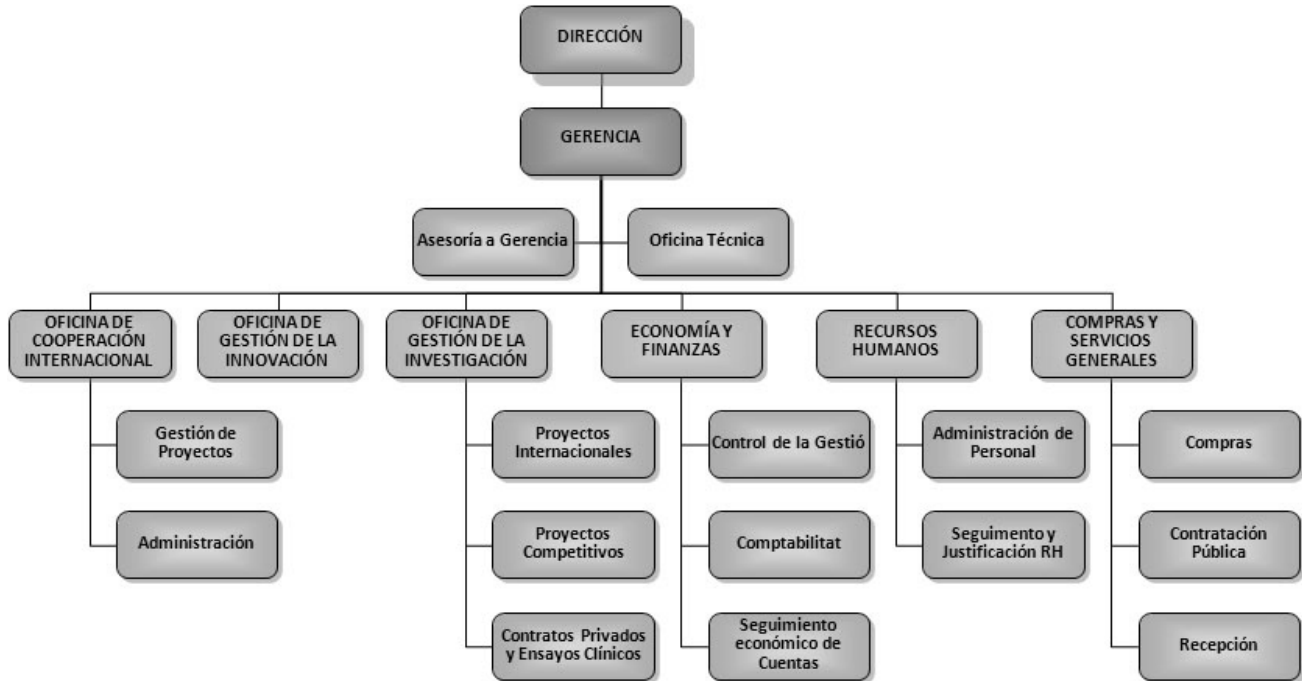 DIRECCIÓN
GERENCIA
Asesoría a Gerencia
Oficina Técnica
OFICINA DE
COOPERACIÓN
INTERNACIONAL
OFICINA DE
GESTIÓN DE LA
INNOVACIÓN
OFICINA DE
GESTIÓN DE LA
INVESTIGACIÓN
ECONOMÍA Y
FINANZAS
RECURSOS
HUMANOS
COMPRAS Y
SERVICIOS
GENERALES
Gestión de
Proyectos
Administración
Proyectos
Internacionales
Proyectos
Competitivos
Contratos Privados
y Ensayos Clínicos
Control de la Gestió
Comptabilitat
Seguimiento
económico de
Cuentas
Administración de
Personal
Seguimento y
Justificación RH
Compras
Contratación
Pública
Recepción